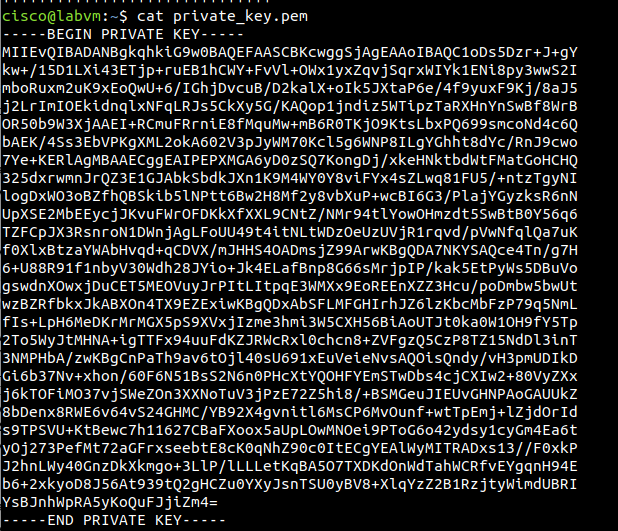 cisco@labvm:~$ cat private_key.pem
-----BEGIN PRIVATE KEY-----
MIIEvQIBADANBgkqhkiG9w0BAQEFAASCBKcwggSjAgEAAoIBAQC1oDs5Dzr+J+gY
kw+/15D1LXi43ETjp+ruEB1hCWY+FvVl+OWx1yxZqvjSqrxWIYk1ENi8py3wwS2I
mboRuxm2uK9xEoQwU+6/IGhjDvcuB/D2kalX+oIk5JXtaP6e/4f9yuxF9Kj/8aJ5
j2LrImIOEkidnqlxNFqLRJs5CkXy5G/KAQop1jndiz5WTipzTaRXHnYnSwBf8WrB
OR50b9W3XjAAEI+RCmuFRrniE8fMquMw+mB6R0TKjO9KtsLbxPQ699smcoNd4c6Q
bAEK/4Ss3EbVPKgXML2okA602V3pJyWM70Kcl5g6WNP8ILgYGhht8dYc/RnJ9cwo
7Ye+KERlAgMBAAECggEAIPEPXMGA6yD0zSQ7KongDj/xkeHNktbdWtFMatGoHCHQ
325dxrwmnJrQZ3E1GJAbkSbdkJXn1K9M4WY0Y8viFYx4sZLwq81FU5/+ntzTgyNI
logDxWO3oBZfhQBSkib5lNPtt6Bw2H8Mf2y8vbXuP+wcBI6G3/PlajYGyzksR6nN
UpXSE2MbEEycjJKvuFWrOFDKkXfXXL9CNtZ/NMr94tlYowOHmzdt5SwBtB0Y56q6
TZFCpJX3RsnroN1DWnjAgLFoUU49t4itNLtWDzOeUzUVjR1rqvd/pVwNfqlQa7uK
f0XlxBtzaYWAbHvqd+qCDVX/mJHHS4OADmsjZ99ArwKBgQDA7NKYSAQce4Tn/g7H
6+U88R91f1nbyV30Wdh28JYio+Jk4ELafBnp8G66sMrjpIP/kak5EtPyWs5DBuVo
gswdnXOwxjDuCET5MEOVuyJrPItLItpqE3WMXx9EoREEnXZZ3Hcu/poDmbw5bwUt
wzBZRfbkxJkABXOn4TX9EZExiwKBgQDxAbSFLMFGHIrhJZ6lzKbcMbFzP79q5NmL
fIs+LpH6MeDKrMrMGX5pS9XVxjIzme3hmi3W5CXH56BiAoUTJt0ka0W1OH9fY5Tp
2To5WyJtMHNA+igTTFx94uuFdKZJRWcRxl0chcn8+ZVFgzQ5CzP8TZ15NdDl3inT
3NMPHbA/zwKBgCnPaTh9av6tOjl40sU691xEuVeieNvsAQOisQndy/vH3pmUDIkD
Gi6b37Nv+xhon/60F6N51BsS2N6n0PHcXtYQOHFYEmSTwDbs4cjCXIw2+80VyZXx
j6kTOFiMO37vjSWeZOn3XXNoTuV3jPzE72Z5hi8/+BSMGeuJIEUvGHNPAoGAUUkZ
8bDenx8RWE6v64vS24GHMC/YB92X4gvnitl6MsCP6MvOunf+wtTpEmj+lZjdOrId
s9TPSVU+KtBewc7h11627CBaFXoox5aUpLOwMNOei9PToG6o42ydsy1cyGm4Ea6t
yOj273PefMt72aGFrxseebtE8cK0qNhZ90c0ItECgYEAlWyMITRADxs13//F0xkP
J2hnLWy40GnzDkXkmgo+3LlP/lLLLetKqBA5O7TXDKdOnWdTahWCRfvEYgqnH94E
b6+2xkyoD8J56At939tQ2gHCZu0YXyJsnTSU0yBV8+XlqYzZ2B1RzjtyWimdUBRI
YsBJnhWpRA5yKoQuFJjiZm4=
-----END PRIVATE KEY-----